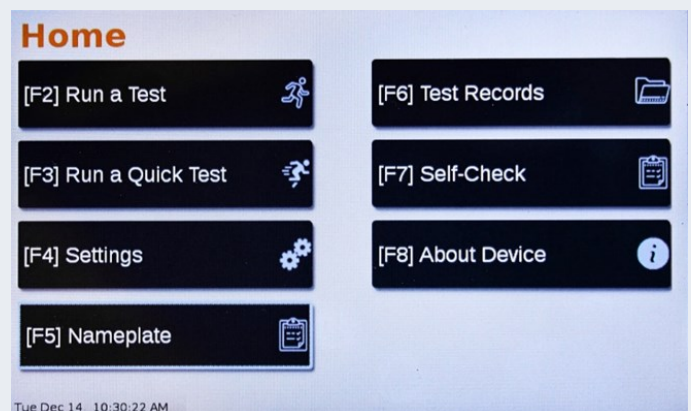 Home
[F2] Run a Test
[F3] Run a Quick Test
[F4] Settings
[F5] Nameplate
[F6] Test Records
[F7] Self-Check
[F8] About Device
Tue Dec 14 10:30:22 AM